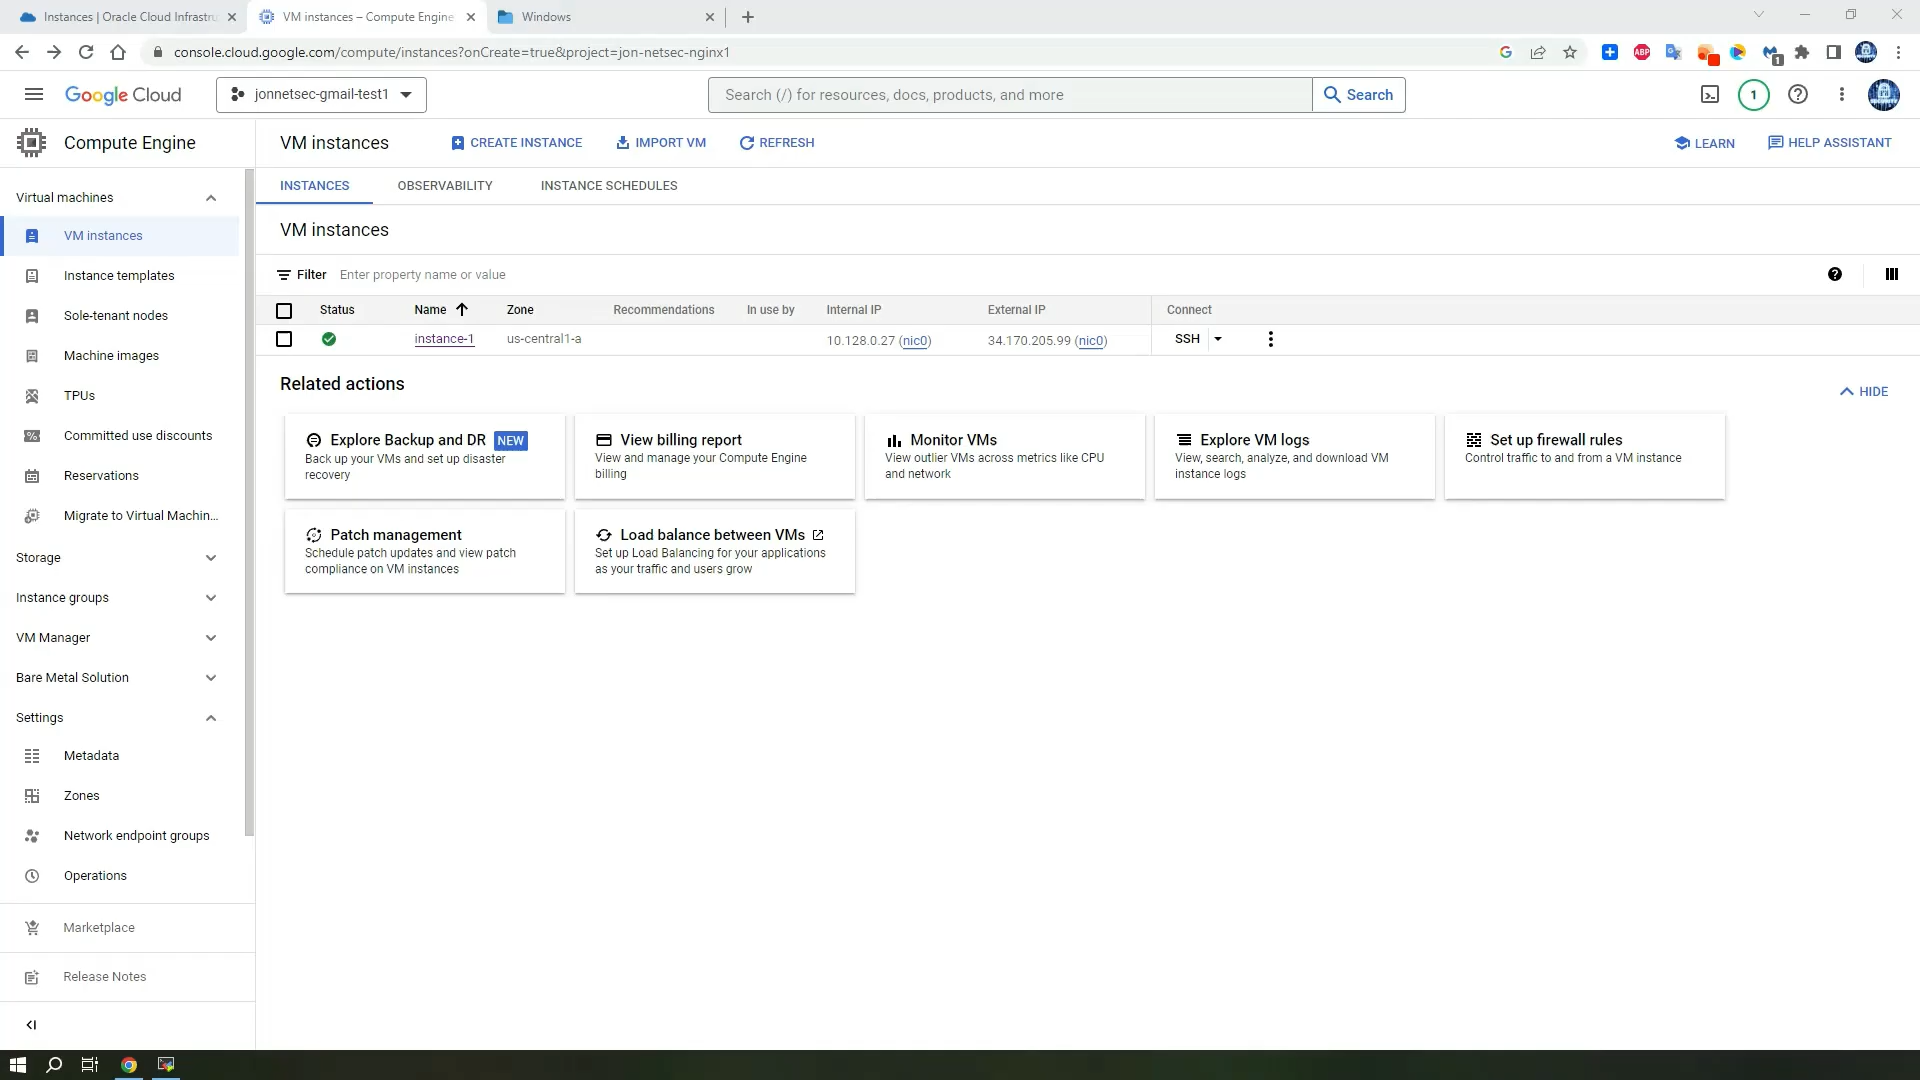 Instances | Oracle Cloud Infrastru
VM instances – Compute Engine
Windows
console.cloud.google.com/compute/instances?onCreate=true&project=jon-netsec-nginx1
G
ABP
1
Google Cloud
jonnetsec-gmail-test1
Search (/) for resources, docs, products, and more
Search
1
Compute Engine
VM instances
CREATE INSTANCE
IMPORT VM
REFRESH
LEARN
HELP ASSISTANT
Virtual machines
VM instances
Instance templates
Sole-tenant nodes
Machine images
TPUs
Committed use discounts
Reservations
Migrate to Virtual Machin...
Storage
Instance groups
VM Manager
Bare Metal Solution
Settings
Metadata
Zones
Network endpoint groups
Operations
Marketplace
Release Notes
INSTANCES
OBSERVABILITY
INSTANCE SCHEDULES
VM instances
Filter Enter property name or value
Status Name Zone Recommendations In use by Internal IP External IP Connect
instance-1 us-central1-a 10.128.0.27 (nic0) 34.170.205.99 (nic0) SSH
Related actions
HIDE
Explore Backup and DR NEW
Back up your VMs and set up disaster
recovery
View billing report
View and manage your Compute Engine
billing
Monitor VMs
View outlier VMs across metrics like CPU
and network
Explore VM logs
View, search, analyze, and download VM
instance logs
Set up firewall rules
Control traffic to and from a VM instance
Patch management
Schedule patch updates and view patch
compliance on VM instances
Load balance between VMs
Set up Load Balancing for your applications
as your traffic and users grow